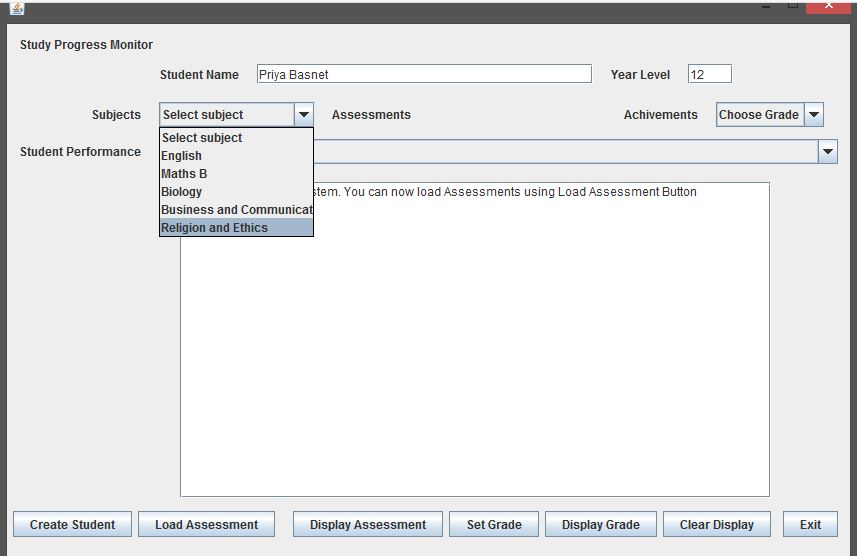 Study Progress Monitor
Student Name Priya Basnet Year Level 12
Subjects Select subject Assessments Achivements Choose Grade
Select subject
Student Performance English
Maths B
Biology stem. You can now load Assessments using Load Assessment Button
Business and Communicat
Religion and Ethics
Create Student Load Assessment Display Assessment Set Grade Display Grade Clear Display Exit